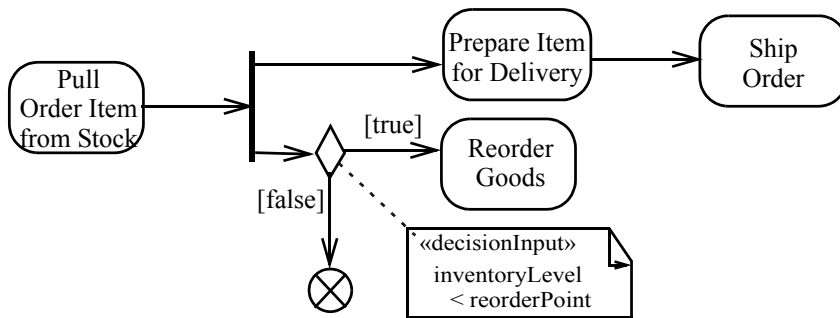 Pull
Order Item
from Stock
Prepare Item
for Delivery
Ship
Order
[true]
Reorder
Goods
[false]
«decisionInput»
inventoryLevel
< reorderPoint